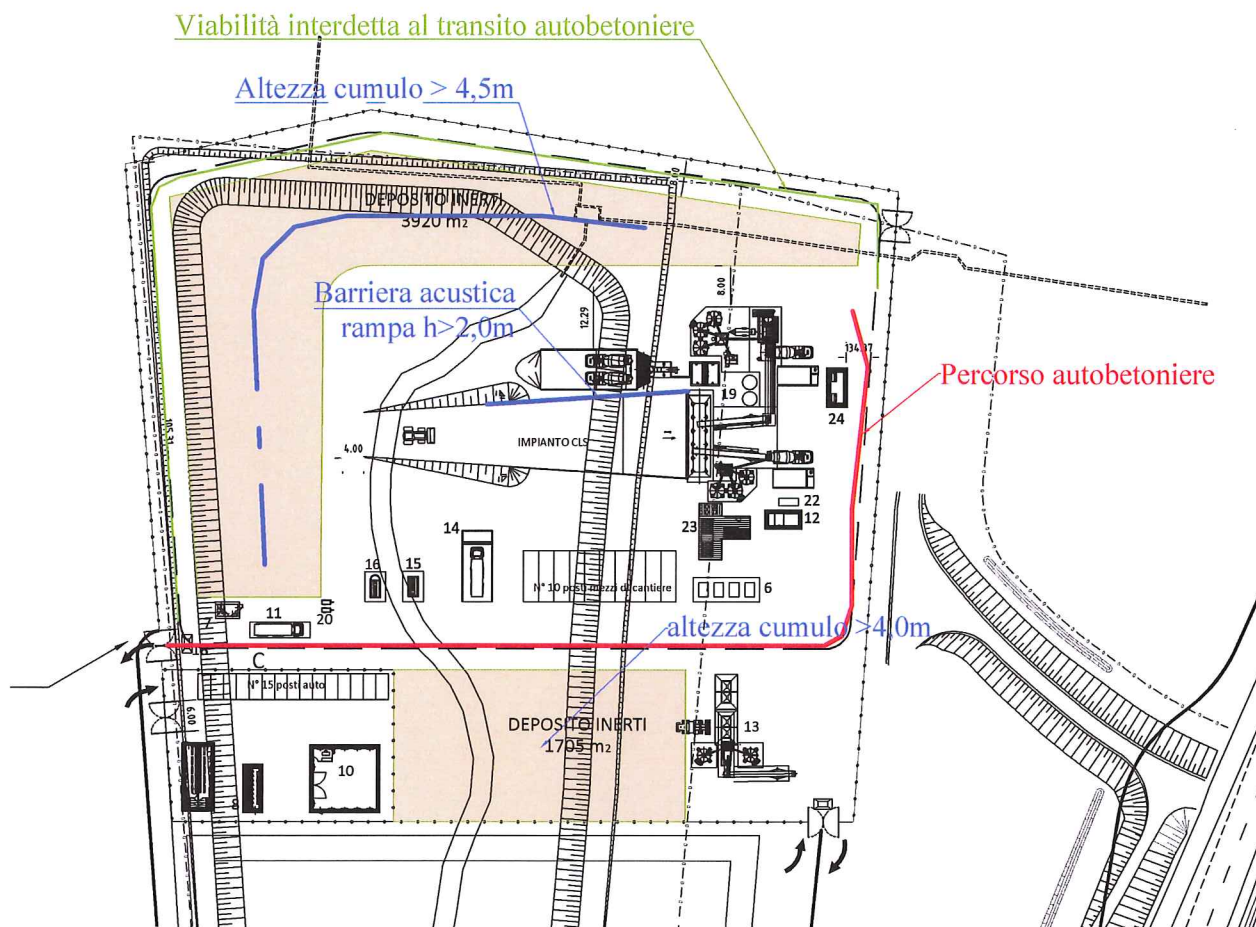 Viabilità interdetta al transito autobetoniere
Altezza cumulo > 4,5m
DEPOSITO INERTI
3920 m2
Barriera acustica
rampa h>2,0m
12.29
8.00
Percorso autobetoniere
19
24
IMPIANTO CLS
4.00
22
12
23
14
16
15
N° 10 posti mezzi di cantiere
6
7
11
20
altezza cumulo >4,0m
C
N° 15 posti auto
6.00
DEPOSITO INERTI
1705 m2
13
10